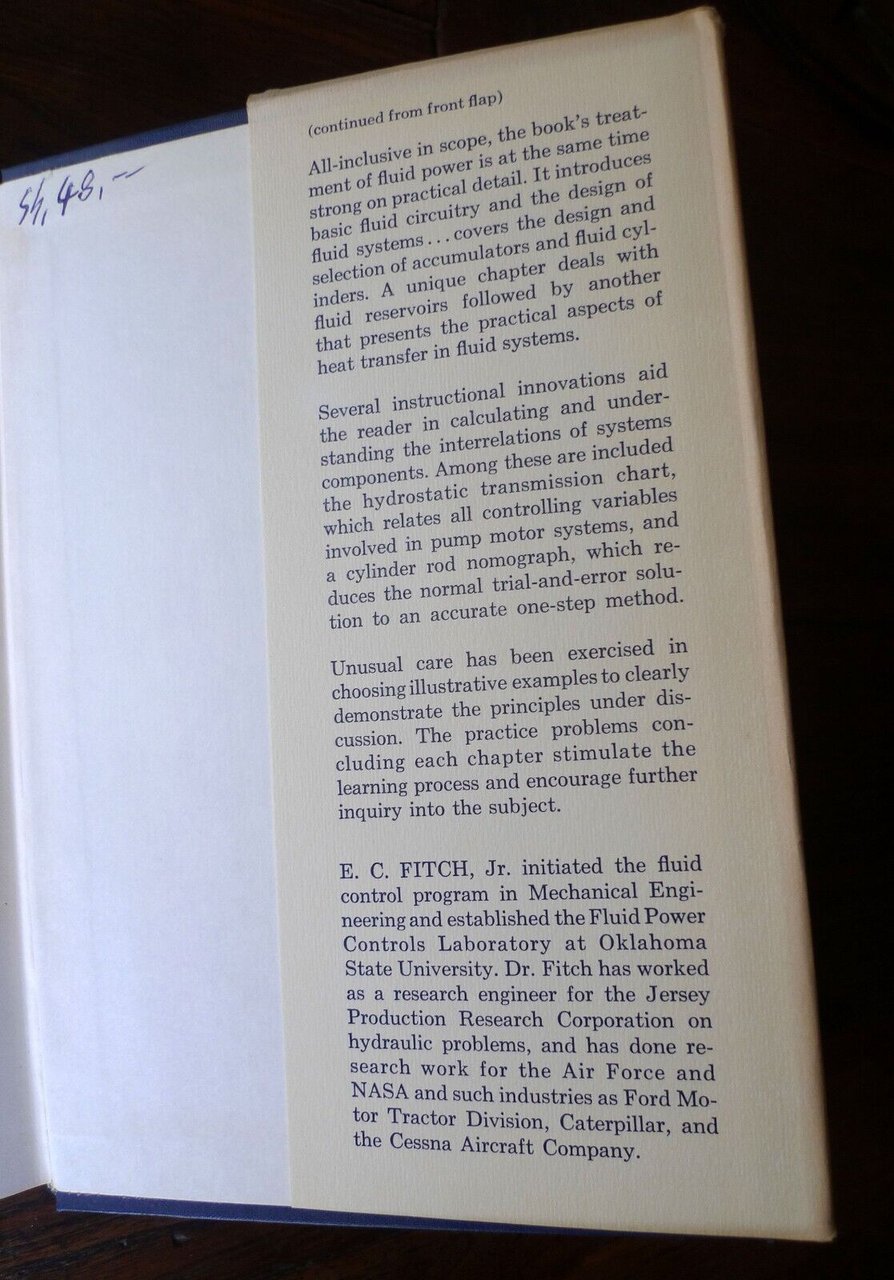 48,--
(continued from front flap)
All-inclusive in scope, the book's treat-
ment of fluid power is at the same time
strong on practical detail. It introduces
basic fluid circuitry and the design of
fluid systems...covers the design and
selection of accumulators and fluid cyl-
inders. A unique chapter deals with
fluid reservoirs followed by another
that presents the practical aspects of
heat transfer in fluid systems.
Several instructional innovations aid
the reader in calculating and under-
standing the interrelations of systems
components. Among these are included
the hydrostatic transmission chart,
which relates all controlling variables
involved in pump motor systems, and
a cylinder rod nomograph, which re-
duces the normal trial-and-error solu-
tion to an accurate one-step method.
Unusual care has been exercised in
choosing illustrative examples to clearly
demonstrate the principles under dis-
cussion. The practice problems con-
cluding each chapter stimulate the
learning process and encourage further
inquiry into the subject.
E. C. FITCH, Jr. initiated the fluid
control program in Mechanical Engi-
neering and established the Fluid Power
Controls Laboratory at Oklahoma
State University. Dr. Fitch has worked
as a research engineer for the Jersey
Production Research Corporation on
hydraulic problems, and has done re-
search work for the Air Force and
NASA and such industries as Ford Mo-
tor Tractor Division, Caterpillar, and
the Cessna Aircraft Company.